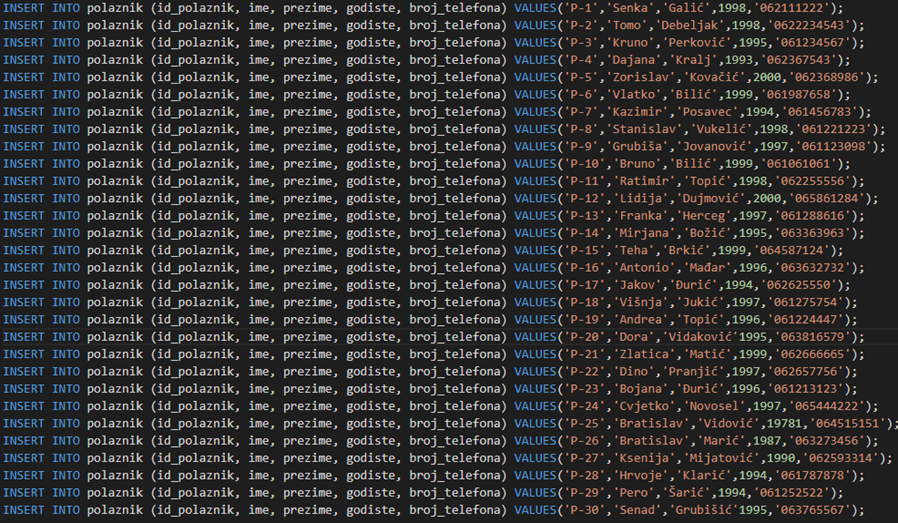 INSERT INTO polaznik (id_polaznik, ime, prezime, godiste, broj_telefona) VALUES('P-1','Senka','Galić',1998,'062111222');
INSERT INTO polaznik (id_polaznik, ime, prezime, godiste, broj_telefona) VALUES('P-2','Tomo','Debeljak',1998,'0622234543');
INSERT INTO polaznik (id_polaznik, ime, prezime, godiste, broj_telefona) VALUES('P-3','Kruno','Perković',1995,'061234567');
INSERT INTO polaznik (id_polaznik, ime, prezime, godiste, broj_telefona) VALUES('P-4','Dajana','Kralj',1993,'062367543');
INSERT INTO polaznik (id_polaznik, ime, prezime, godiste, broj_telefona) VALUES('P-5','Zorislav','Kovačić',2000,'062368986');
INSERT INTO polaznik (id_polaznik, ime, prezime, godiste, broj_telefona) VALUES('P-6','Vlatko','Bilić',1999,'061987658');
INSERT INTO polaznik (id_polaznik, ime, prezime, godiste, broj_telefona) VALUES('P-7','Kazimir','Posavec',1994,'061456783');
INSERT INTO polaznik (id_polaznik, ime, prezime, godiste, broj_telefona) VALUES('P-8','Stanislav','Vukelić',1998,'061221223');
INSERT INTO polaznik (id_polaznik, ime, prezime, godiste, broj_telefona) VALUES('P-9','Grubiša','Jovanović',1997,'061123098');
INSERT INTO polaznik (id_polaznik, ime, prezime, godiste, broj_telefona) VALUES('P-10','Bruno','Bilić',1999,'061061061');
INSERT INTO polaznik (id_polaznik, ime, prezime, godiste, broj_telefona) VALUES('P-11','Ratimir','Topić',1998,'062255556');
INSERT INTO polaznik (id_polaznik, ime, prezime, godiste, broj_telefona) VALUES('P-12','Lidija','Dujmović',2000,'065861284');
INSERT INTO polaznik (id_polaznik, ime, prezime, godiste, broj_telefona) VALUES('P-13','Franka','Herceg',1997,'061288616');
INSERT INTO polaznik (id_polaznik, ime, prezime, godiste, broj_telefona) VALUES('P-14','Mirjana','Božić',1995,'063363963');
INSERT INTO polaznik (id_polaznik, ime, prezime, godiste, broj_telefona) VALUES('P-15','Teha','Brkić',1999,'064587124');
INSERT INTO polaznik (id_polaznik, ime, prezime, godiste, broj_telefona) VALUES('P-16','Antonio','Mađar',1996,'063632732');
INSERT INTO polaznik (id_polaznik, ime, prezime, godiste, broj_telefona) VALUES('P-17','Jakov','Đurić',1994,'062625550');
INSERT INTO polaznik (id_polaznik, ime, prezime, godiste, broj_telefona) VALUES('P-18','Višnja','Jukić',1997,'061275754');
INSERT INTO polaznik (id_polaznik, ime, prezime, godiste, broj_telefona) VALUES('P-19','Andrea','Topić',1996,'061224447');
INSERT INTO polaznik (id_polaznik, ime, prezime, godiste, broj_telefona) VALUES('P-20','Dora','Vidaković'1995,'063816579');
INSERT INTO polaznik (id_polaznik, ime, prezime, godiste, broj_telefona) VALUES('P-21','Zlatica','Matić',1999,'062666665');
INSERT INTO polaznik (id_polaznik, ime, prezime, godiste, broj_telefona) VALUES('P-22','Dino','Pranjić',1997,'062657756');
INSERT INTO polaznik (id_polaznik, ime, prezime, godiste, broj_telefona) VALUES('P-23','Bojana','Đurić',1996,'061213123');
INSERT INTO polaznik (id_polaznik, ime, prezime, godiste, broj_telefona) VALUES('P-24','Cvjetko','Novosel',1997,'065444222');
INSERT INTO polaznik (id_polaznik, ime, prezime, godiste, broj_telefona) VALUES('P-25','Bratislav','Vidović',19781,'064515151');
INSERT INTO polaznik (id_polaznik, ime, prezime, godiste, broj_telefona) VALUES('P-26','Bratislav','Marić',1987,'063273456');
INSERT INTO polaznik (id_polaznik, ime, prezime, godiste, broj_telefona) VALUES('P-27','Ksenija','Mijatović',1990,'062593314');
INSERT INTO polaznik (id_polaznik, ime, prezime, godiste, broj_telefona) VALUES('P-28','Hrvoje','Klarić',1994,'061787878');
INSERT INTO polaznik (id_polaznik, ime, prezime, godiste, broj_telefona) VALUES('P-29','Pero','Šarić',1994,'061252522');
INSERT INTO polaznik (id_polaznik, ime, prezime, godiste, broj_telefona) VALUES('P-30','Senad','Grubišić'1995,'063765567');